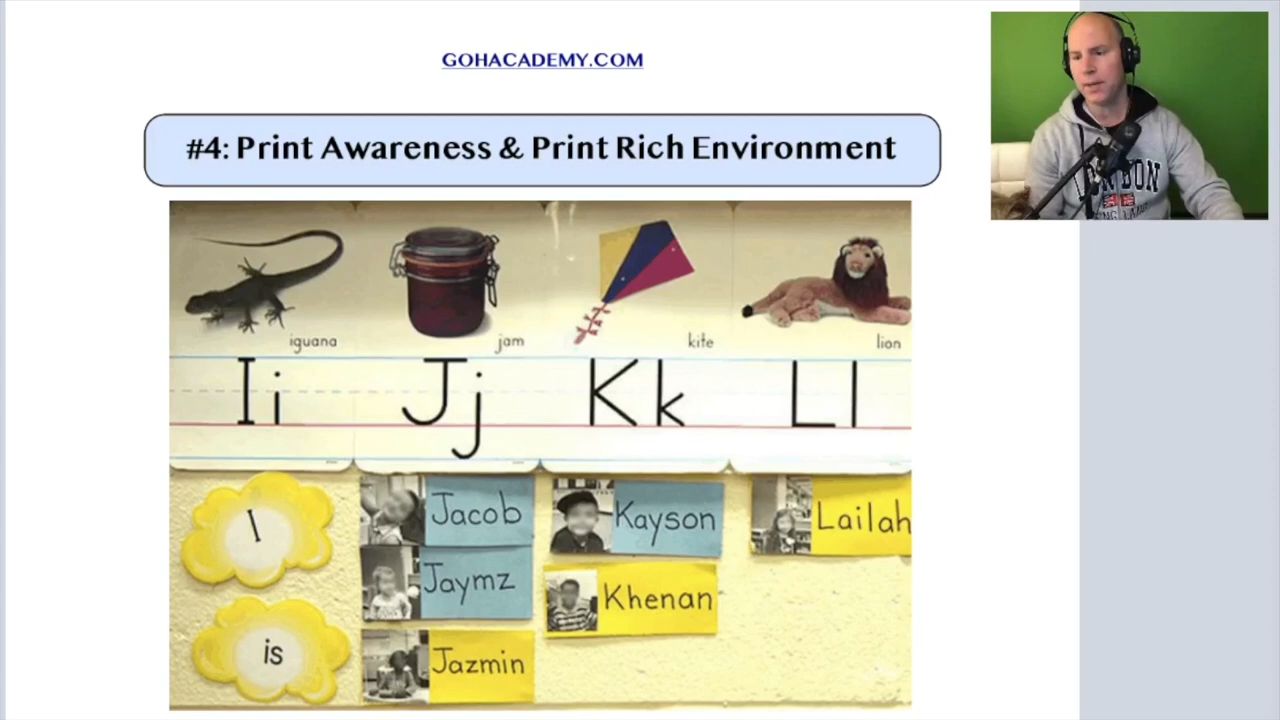 GOHACADEMY.COM
#4: Print Awareness & Print Rich Environment
iguana jam kite lion
Ii Jj Kk Ll
I Jacob Kayson Lailah
Jaymz Khenan
is Jazmin
LONDON